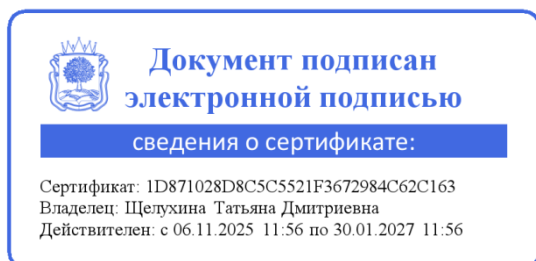 Документ подписан
электронной подписью
сведения о сертификате:
Сертификат: 1D871028D8C5C5521F3672984C62C163
Владелец: Щелухина Татьяна Дмитриевна
Действителен: с 06.11.2025 11:56 по 30.01.2027 11:56